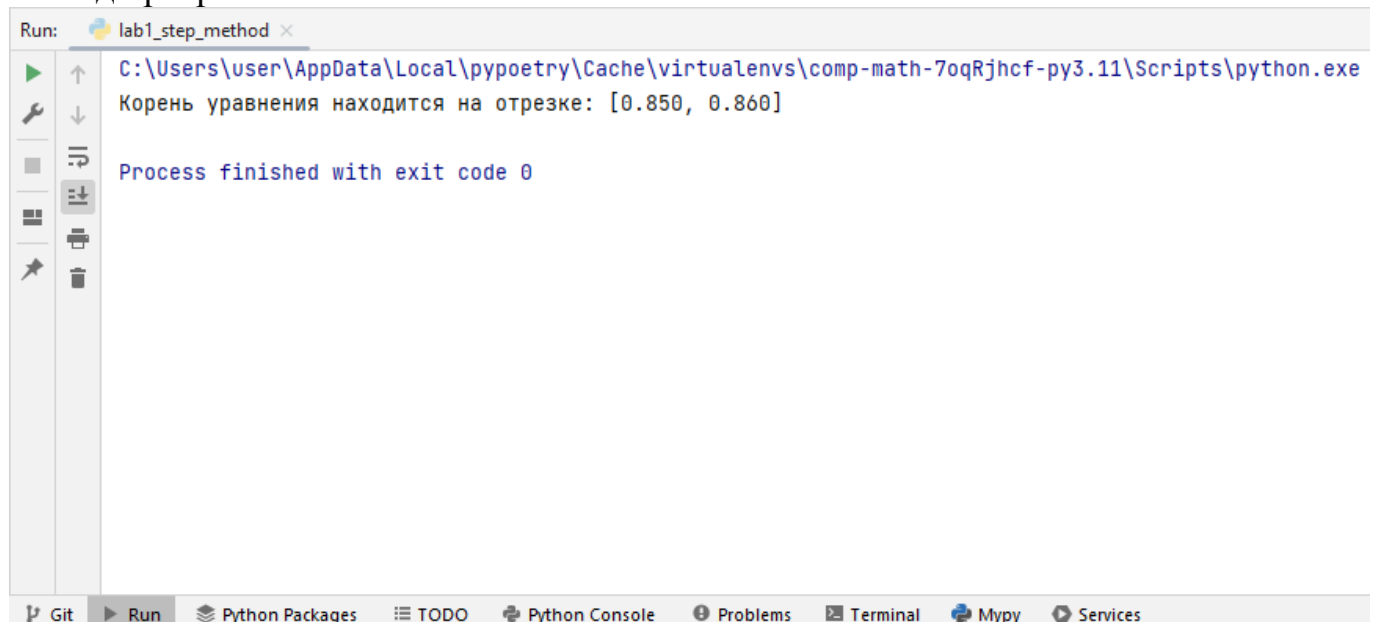 Run: lab1_step_method ×
C:\Users\user\AppData\Local\pypoetry\Cache\virtualenvs\comp-math-7oqRjhcf-py3.11\Scripts\python.exe
Корень уравнения находится на отрезке: [0.850, 0.860]
Process finished with exit code 0
Git Run Python Packages TODO Python Console Problems Terminal Mypy Services